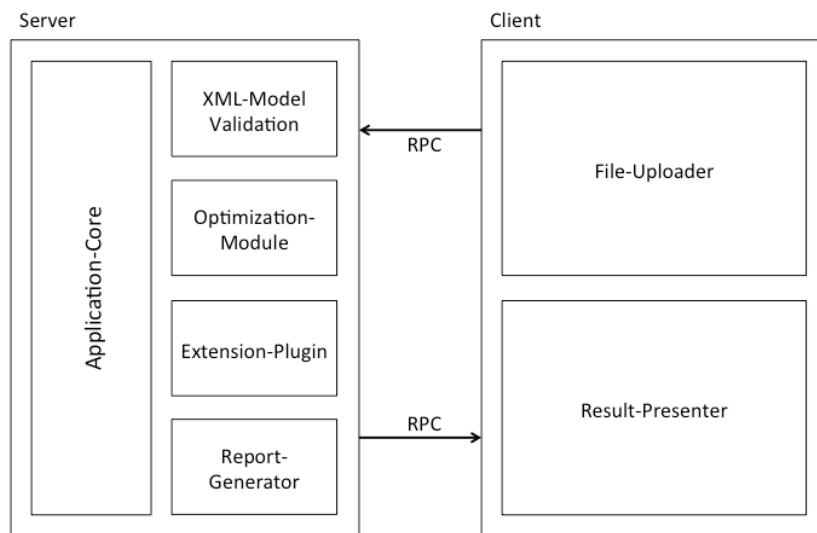 Server
Client
Application-Core
XML-Model
Validation
Optimization-
Module
Extension-Plugin
Report-
Generator
RPC
RPC
File-Uploader
Result-Presenter